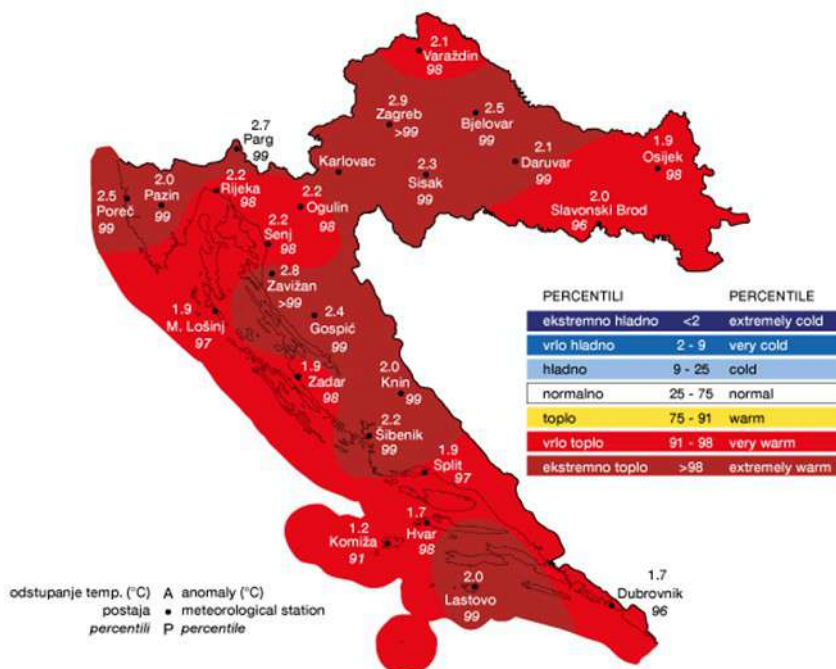 2.1
Varaždin
98
2.9
Zagreb
>99
2.5
Bjelovar
99
2.7
Parg
99
Karlovac
2.3
Sisak
99
2.1
Daruvar
99
1.9
Osijek
98
2.5
Poreč
99
2.0
Pazin
99
2.2
Rijeka
98
2.2
Ogulin
98
2.0
Slavonski Brod
96
2.2
Senj
98
2.8
Zavižan
>99
1.9
M. Lošinj
97
2.4
Gospić
99
1.9
Zadar
98
2.0
Knin
99
2.2
Šibenik
99
1.9
Split
97
1.7
Hvar
98
1.2
Komiža
91
2.0
Lastovo
99
1.7
Dubrovnik
96
PERCENTILI PERCENTILE
ekstremno hladno <2 extremely cold
vrlo hladno 2 - 9 very cold
hladno 9 - 25 cold
normalno 25 - 75 normal
toplo 75 - 91 warm
vrlo toplo 91 - 98 very warm
ekstremno toplo >98 extremely warm
odstupanje temp. (°C) A anomaly (°C)
postaja • meteorological station
percentili P percentile